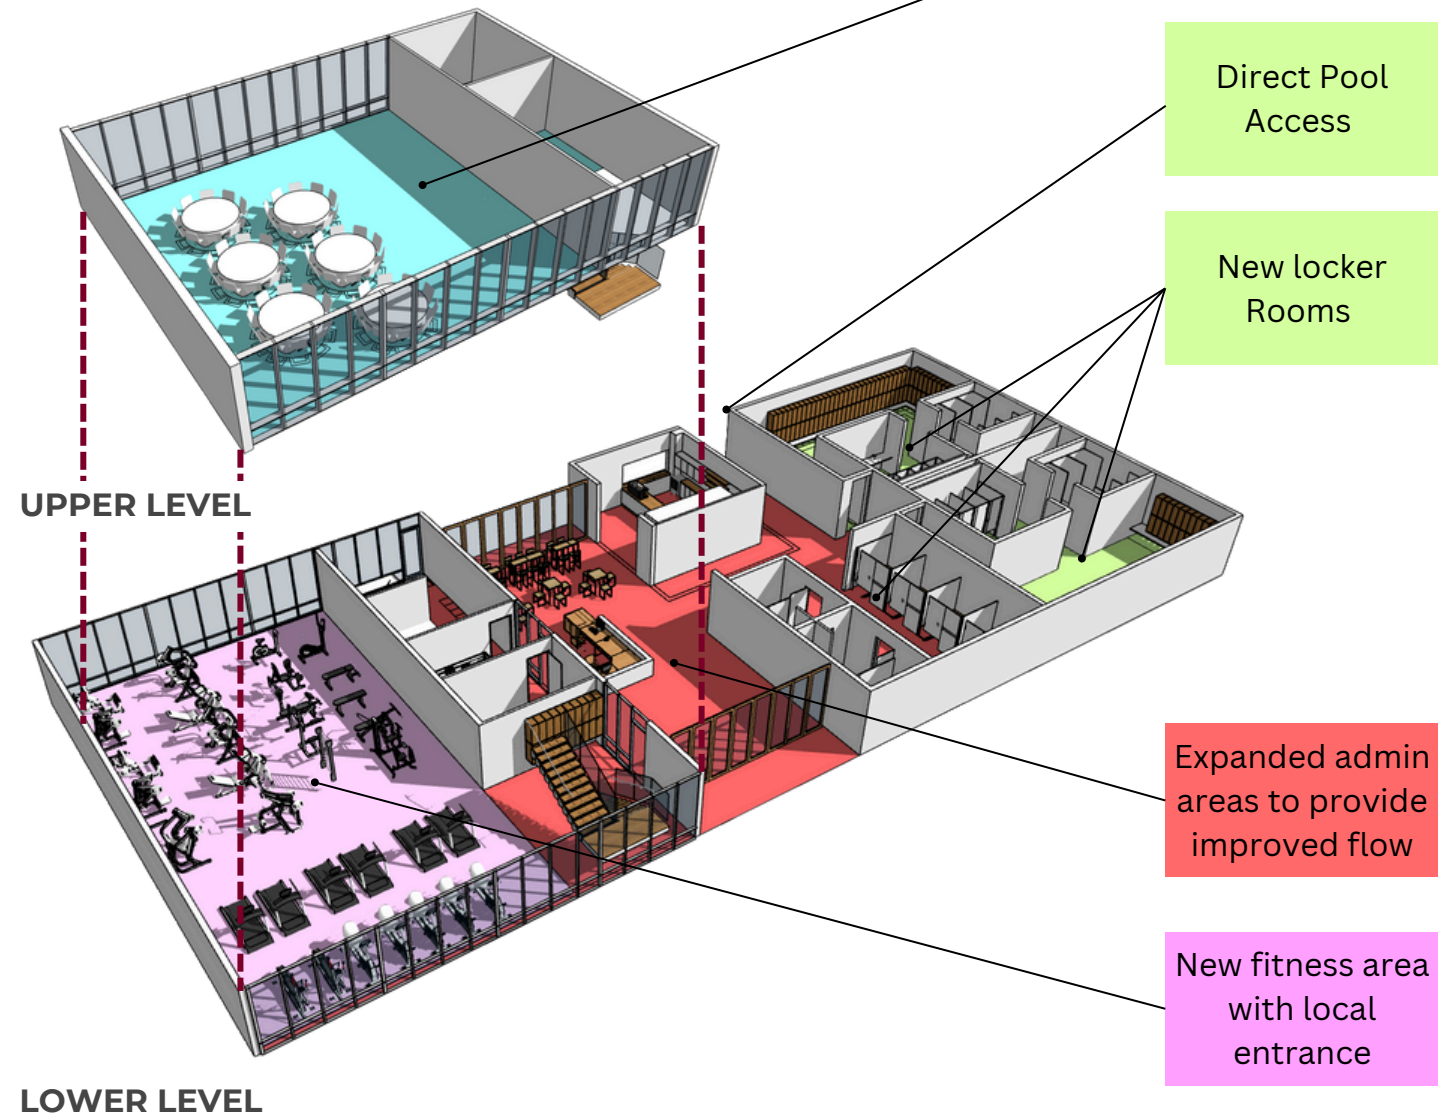 Direct Pool
Access
New locker
Rooms
UPPER LEVEL
Expanded admin
areas to provide
improved flow
New fitness area
with local
entrance
LOWER LEVEL